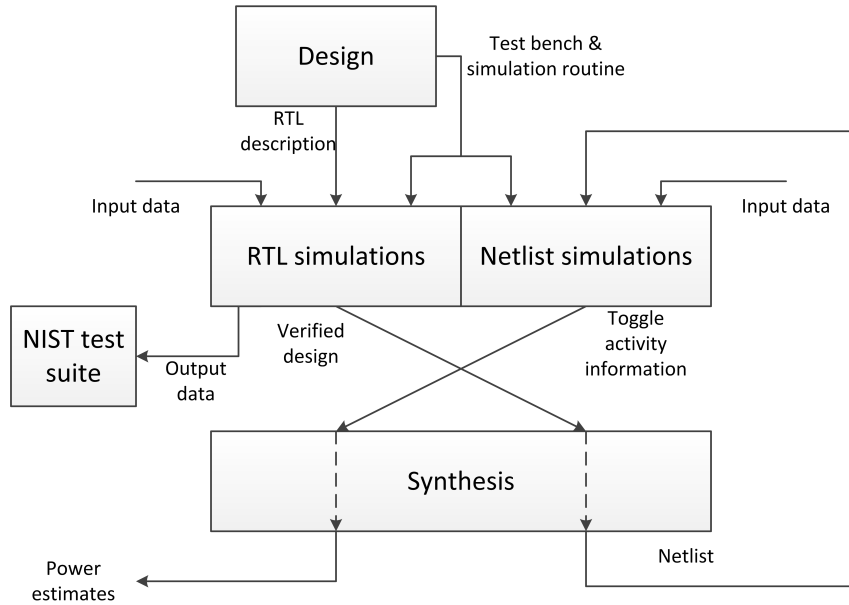 Design
Test bench &
simulation routine
RTL
description
Input data
Input data
RTL simulations
Netlist simulations
NIST test
suite
Verified
design
Toggle
activity
information
Output
data
Synthesis
Power
estimates
Netlist